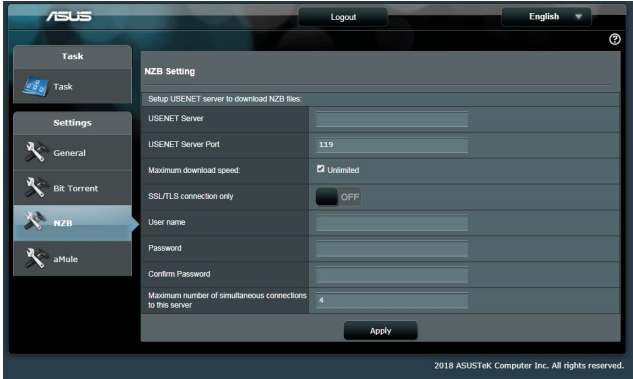 ASUS
Logout
English
Task
Task
Settings
General
Bit Torrent
NZB
aMule
NZB Setting
Setup USENET server to download NZB files:
USENET Server
USENET Server Port 119
Maximum download speed: Unlimited
SSL/TLS connection only OFF
User name
Password
Confirm Password
Maximum number of simultaneous connections
to this server 4
Apply
2018 ASUSTeK Computer Inc. All rights reserved.